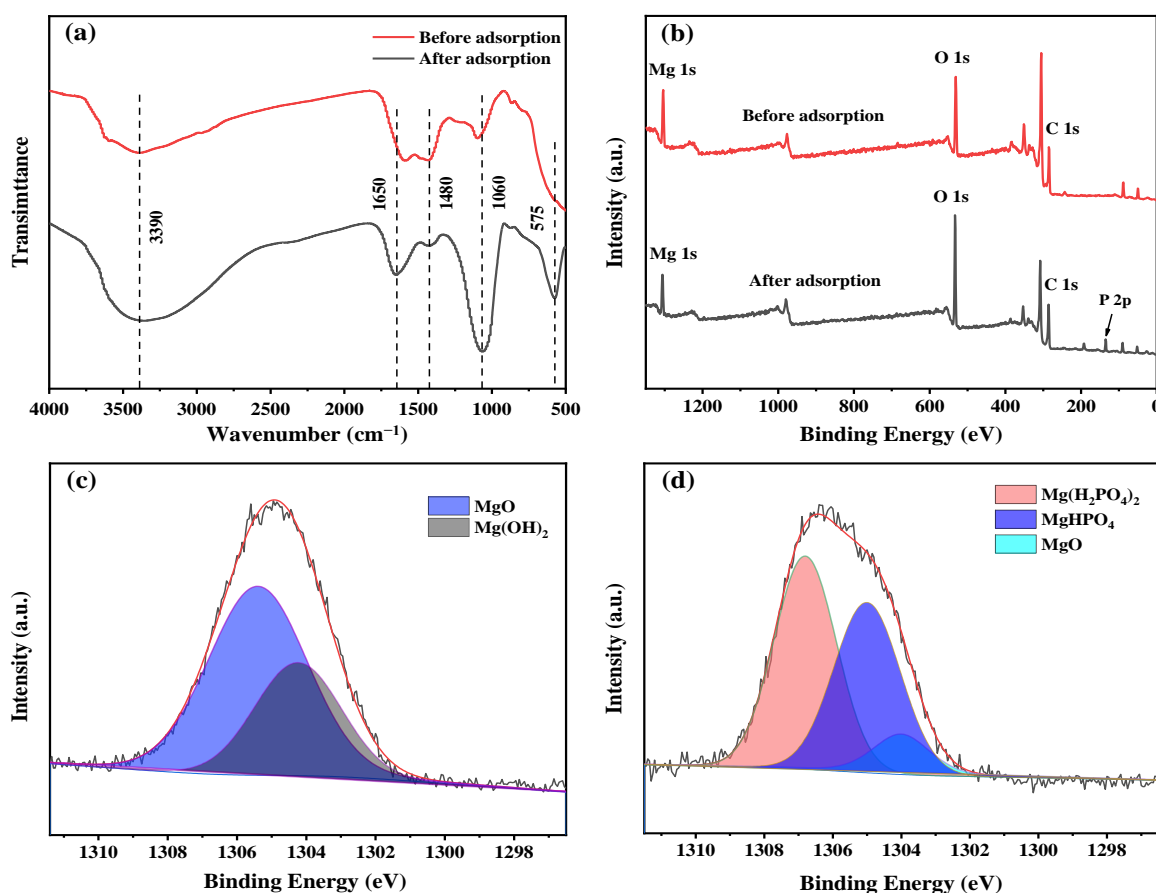 (a)
Before adsorption
After adsorption
3390
1650
1480
1060
575
Transimttance
4000 3500 3000 2500 2000 1500 1000 500
Wavenumber (cm⁻¹)
(b)
Mg 1s
O 1s
Before adsorption
C 1s
O 1s
Mg 1s
After adsorption
C 1s
P 2p
Intensity (a.u.)
1200 1000 800 600 400 200 0
Binding Energy (eV)
(c)
MgO
Mg(OH)₂
Intensity (a.u.)
1310 1308 1306 1304 1302 1300 1298
Binding Energy (eV)
(d)
Mg(H₂PO₄)₂
MgHPO₄
MgO
Intensity (a.u.)
1310 1308 1306 1304 1302 1300 1298
Binding Energy (eV)